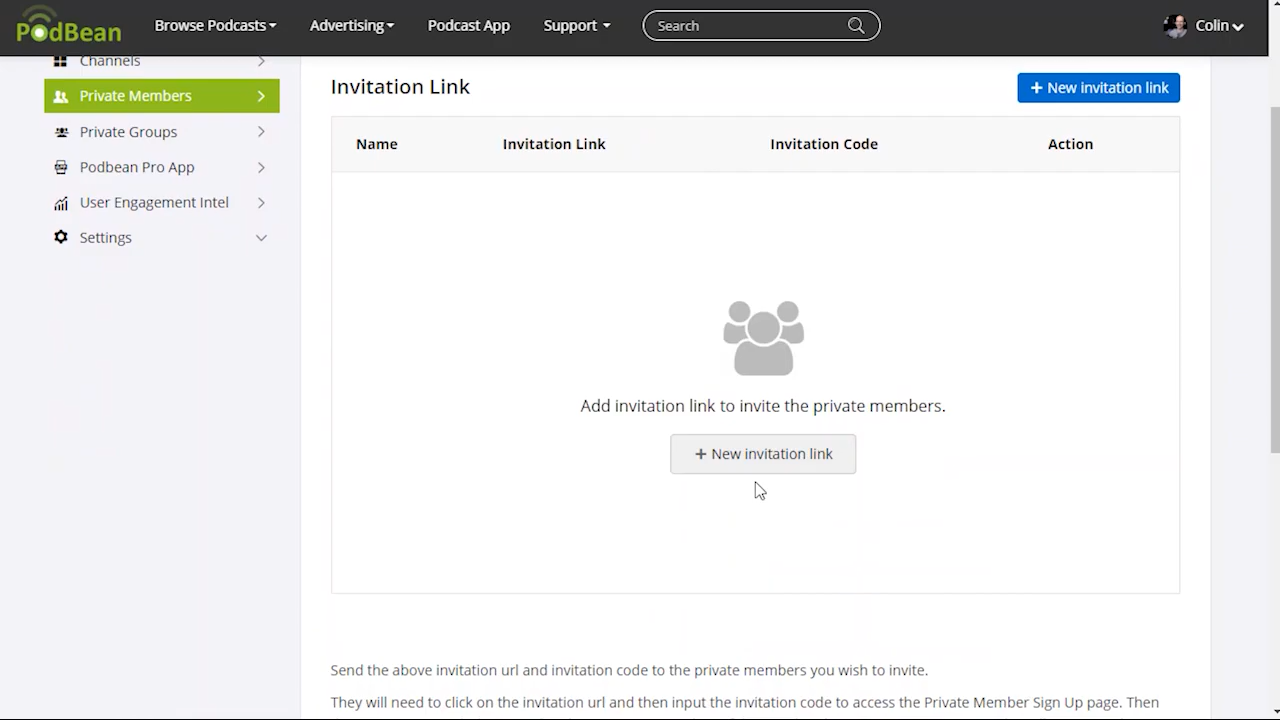 PodBean Browse Podcasts Advertising Podcast App Support Search Colin
Channels
Private Members
Private Groups
Podbean Pro App
User Engagement Intel
Settings
Invitation Link
+ New invitation link
Name Invitation Link Invitation Code Action
Add invitation link to invite the private members.
+ New invitation link
Send the above invitation url and invitation code to the private members you wish to invite.
They will need to click on the invitation url and then input the invitation code to access the Private Member Sign Up page. Then